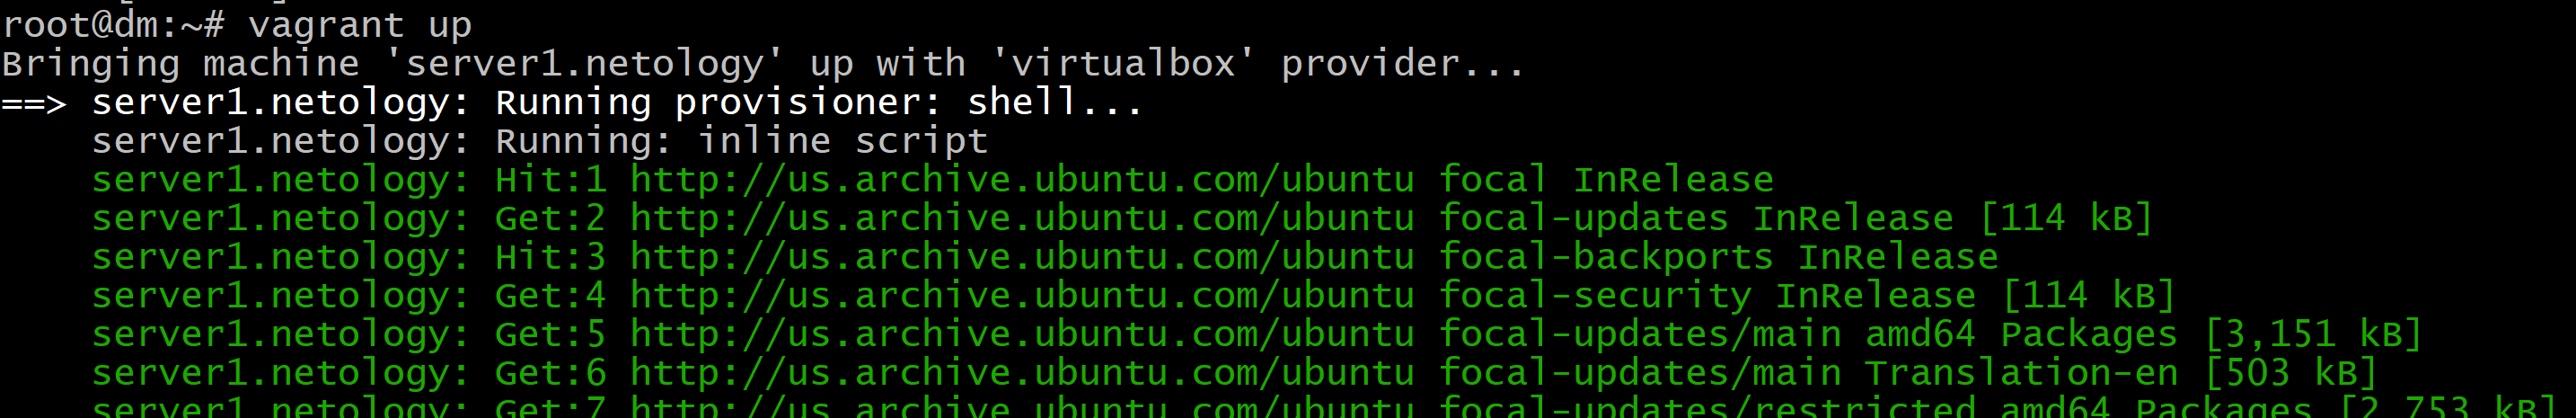 root@dm:~# vagrant up
Bringing machine 'server1.netology' up with 'virtualbox' provider...
==> server1.netology: Running provisioner: shell...
server1.netology: Running: inline script
server1.netology: Hit:1 http://us.archive.ubuntu.com/ubuntu focal InRelease
server1.netology: Get:2 http://us.archive.ubuntu.com/ubuntu focal-updates InRelease [114 kB]
server1.netology: Hit:3 http://us.archive.ubuntu.com/ubuntu focal-backports InRelease
server1.netology: Get:4 http://us.archive.ubuntu.com/ubuntu focal-security InRelease [114 kB]
server1.netology: Get:5 http://us.archive.ubuntu.com/ubuntu focal-updates/main amd64 Packages [3,151 kB]
server1.netology: Get:6 http://us.archive.ubuntu.com/ubuntu focal-updates/main Translation-en [503 kB]
server1.netology: Get:7 http://us.archive.ubuntu.com/ubuntu focal-updates/restricted amd64 Packages [2,753 kB]